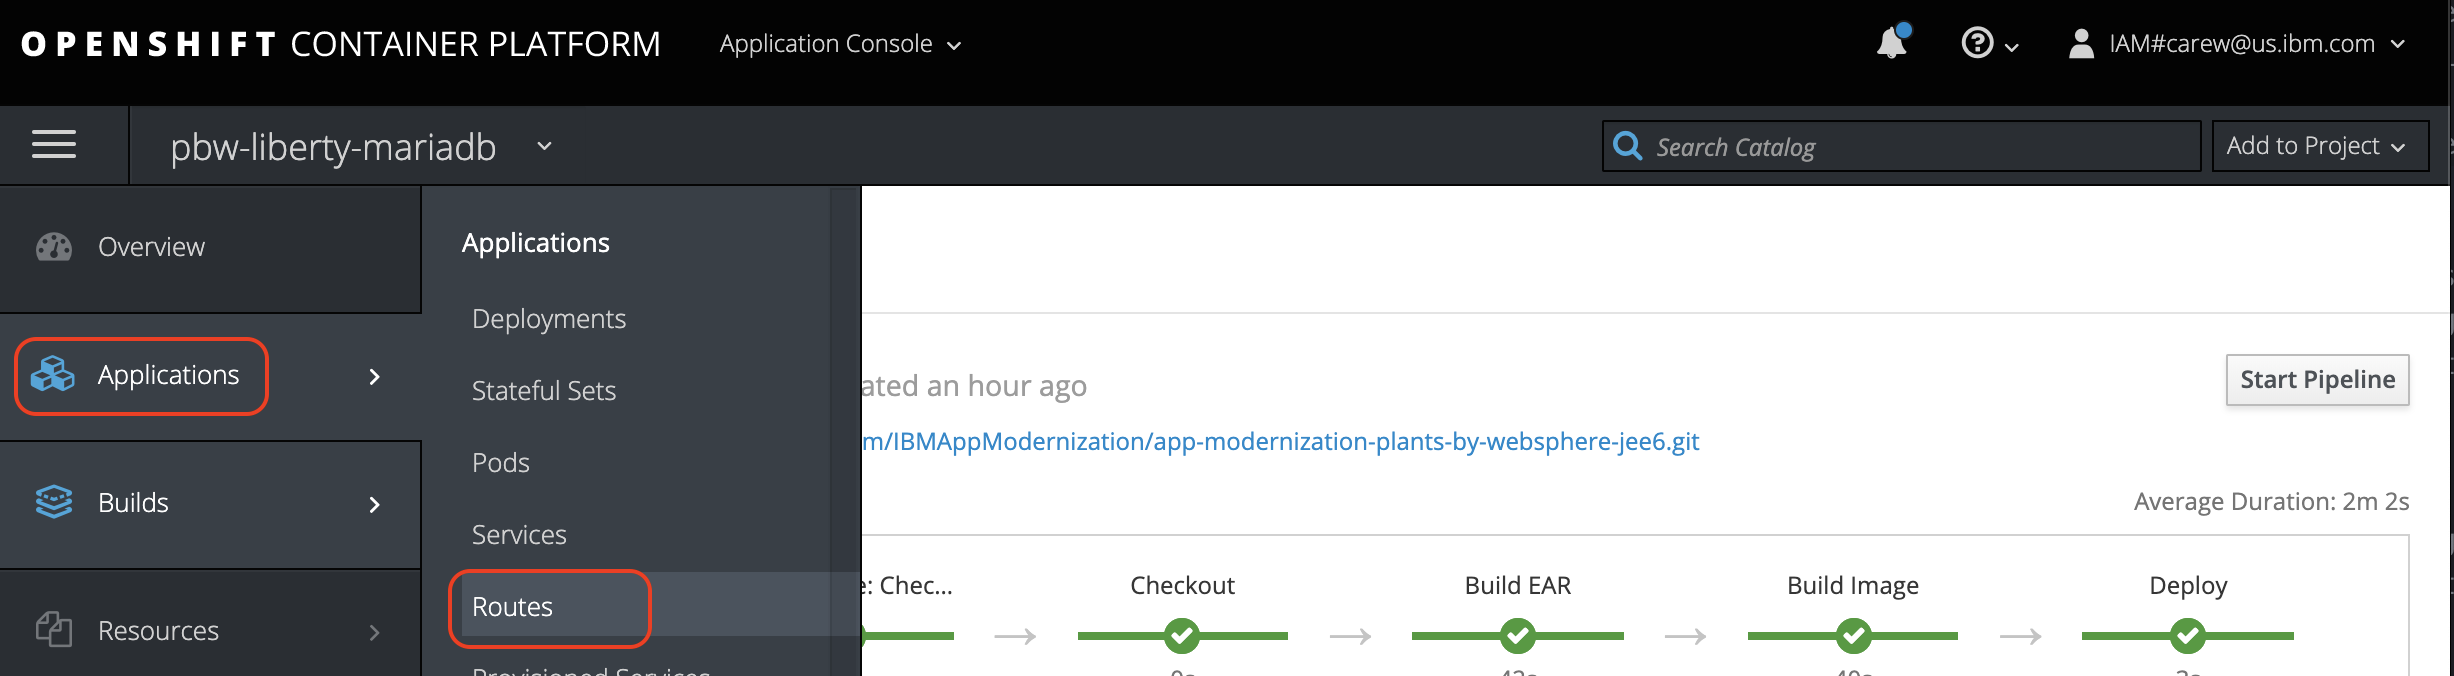 OPENSHIFT CONTAINER PLATFORM
Application Console
IAM#carew@us.ibm.com
pbw-liberty-mariadb
Search Catalog
Add to Project
Overview
Applications
Builds
Resources
Applications
Deployments
Stateful Sets
Pods
Services
Routes
Provisioned Services
ated an hour ago
Start Pipeline
m/IBMAppModernization/app-modernization-plants-by-websphere-jee6.git
Average Duration: 2m 2s
e: Chec...
Checkout
Build EAR
Build Image
Deploy